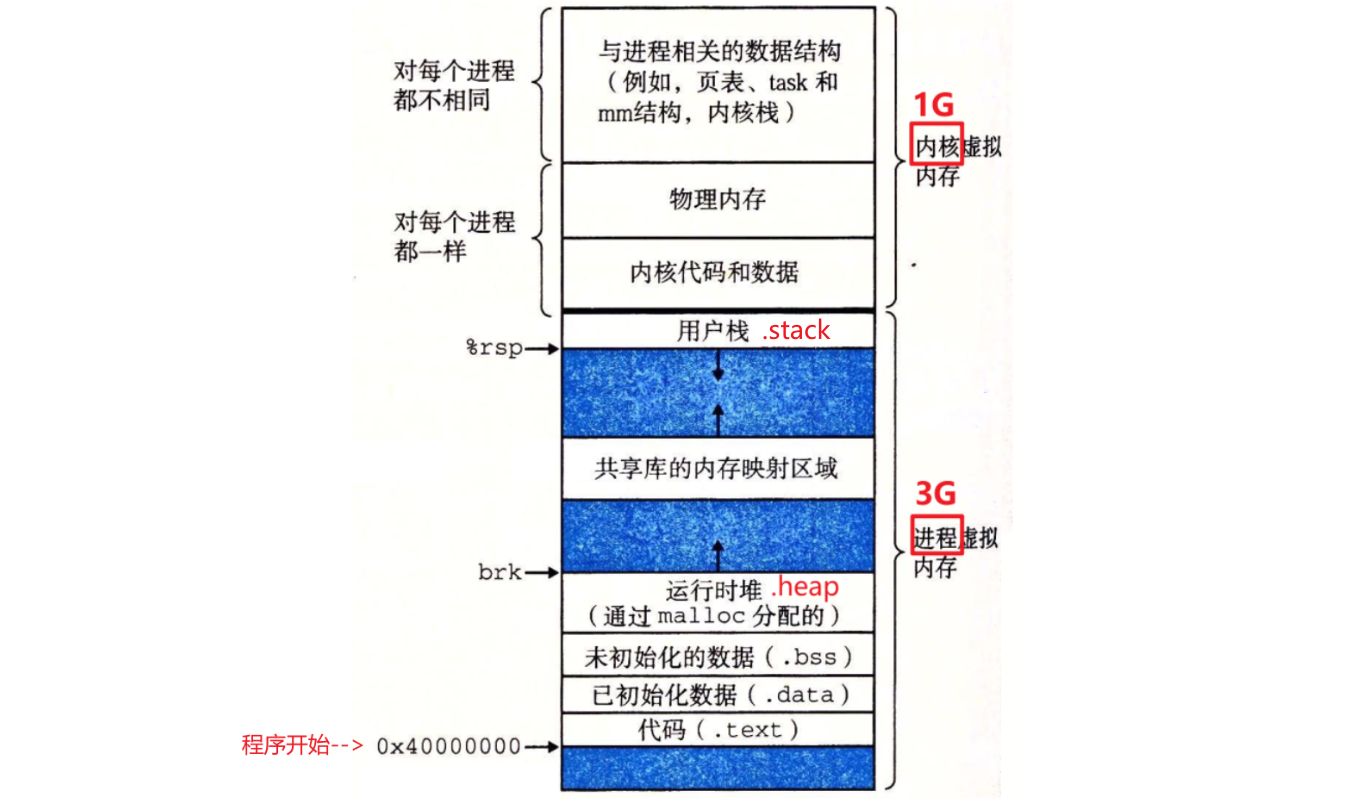 对每个进程
都不相同
与进程相关的数据结构
（例如，页表、task 和
mm结构，内核栈）
1G
内核虚拟
内存
对每个进程
都一样
物理内存
内核代码和数据
用户栈 .stack
%rsp
共享库的内存映射区域
3G
进程虚拟
内存
brk
运行时堆 .heap
（通过 malloc 分配的）
未初始化的数据（.bss）
已初始化数据（.data）
代码（.text）
程序开始--> 0x40000000